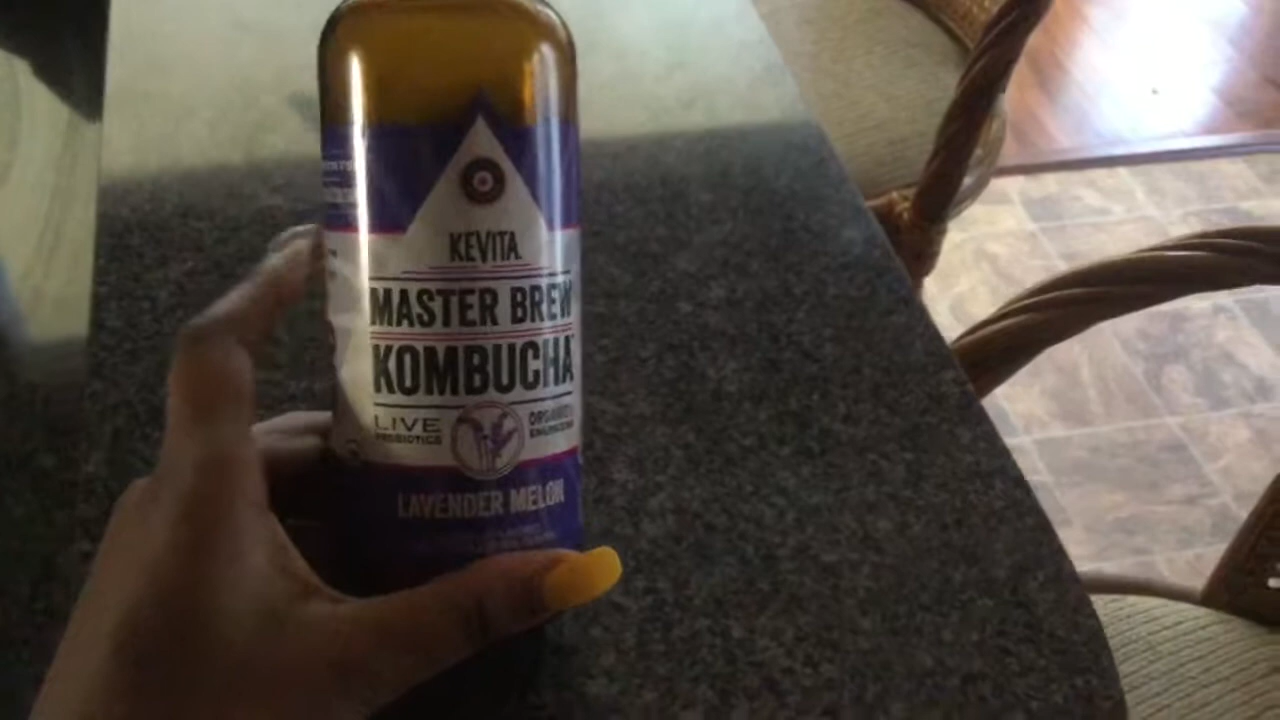 KEVITA
MASTER BREW
KOMBUCHA
LIVE
PROBIOTICS
ORGANIC
LAVENDER MELON